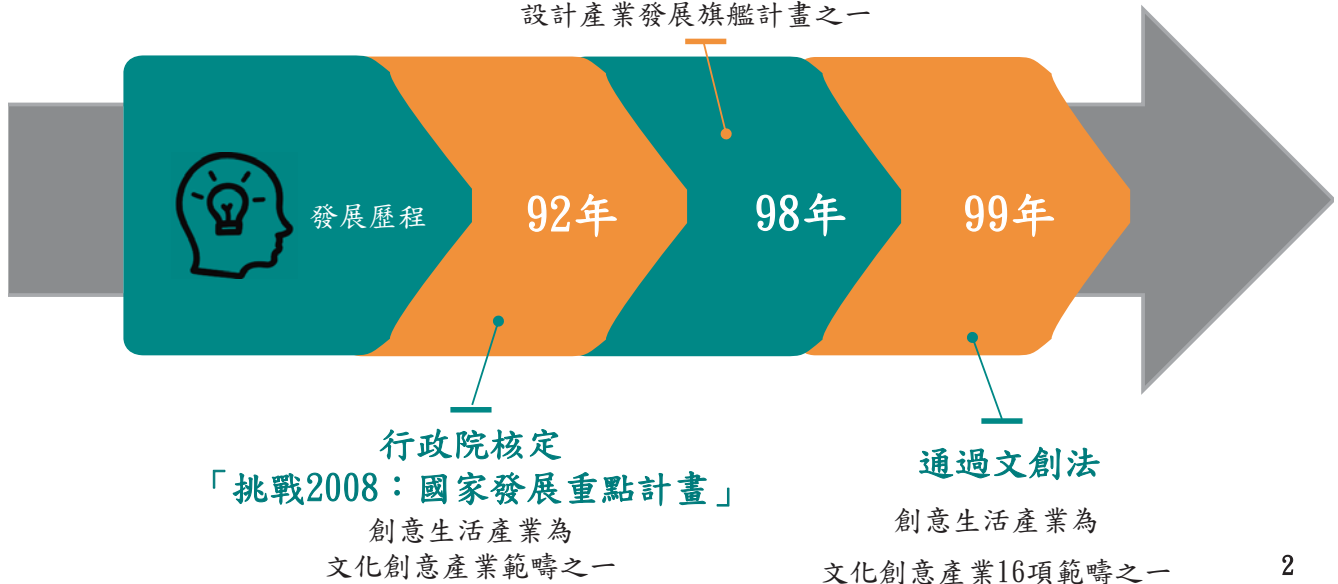 設計產業發展旗艦計畫之一
發展歷程
92年
98年
99年
行政院核定
「挑戰2008：國家發展重點計畫」
創意生活產業為
文化創意產業範疇之一
通過文創法
創意生活產業為
文化創意產業16項範疇之一
2